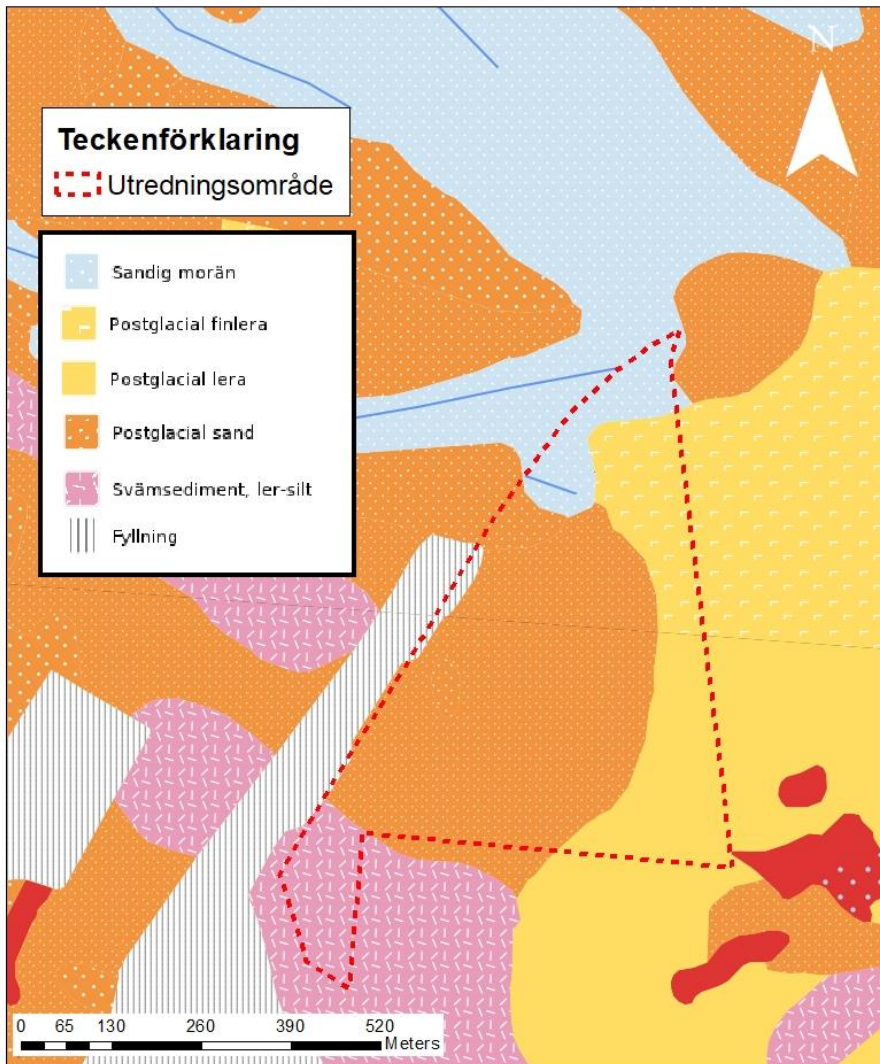 N
Teckenförklaring
Utredningsområde
Sandig morän
Postglacial finlera
Postglacial lera
Postglacial sand
Svämsediment, ler-silt
Fyllning
0 65 130 260 390 520
Meters